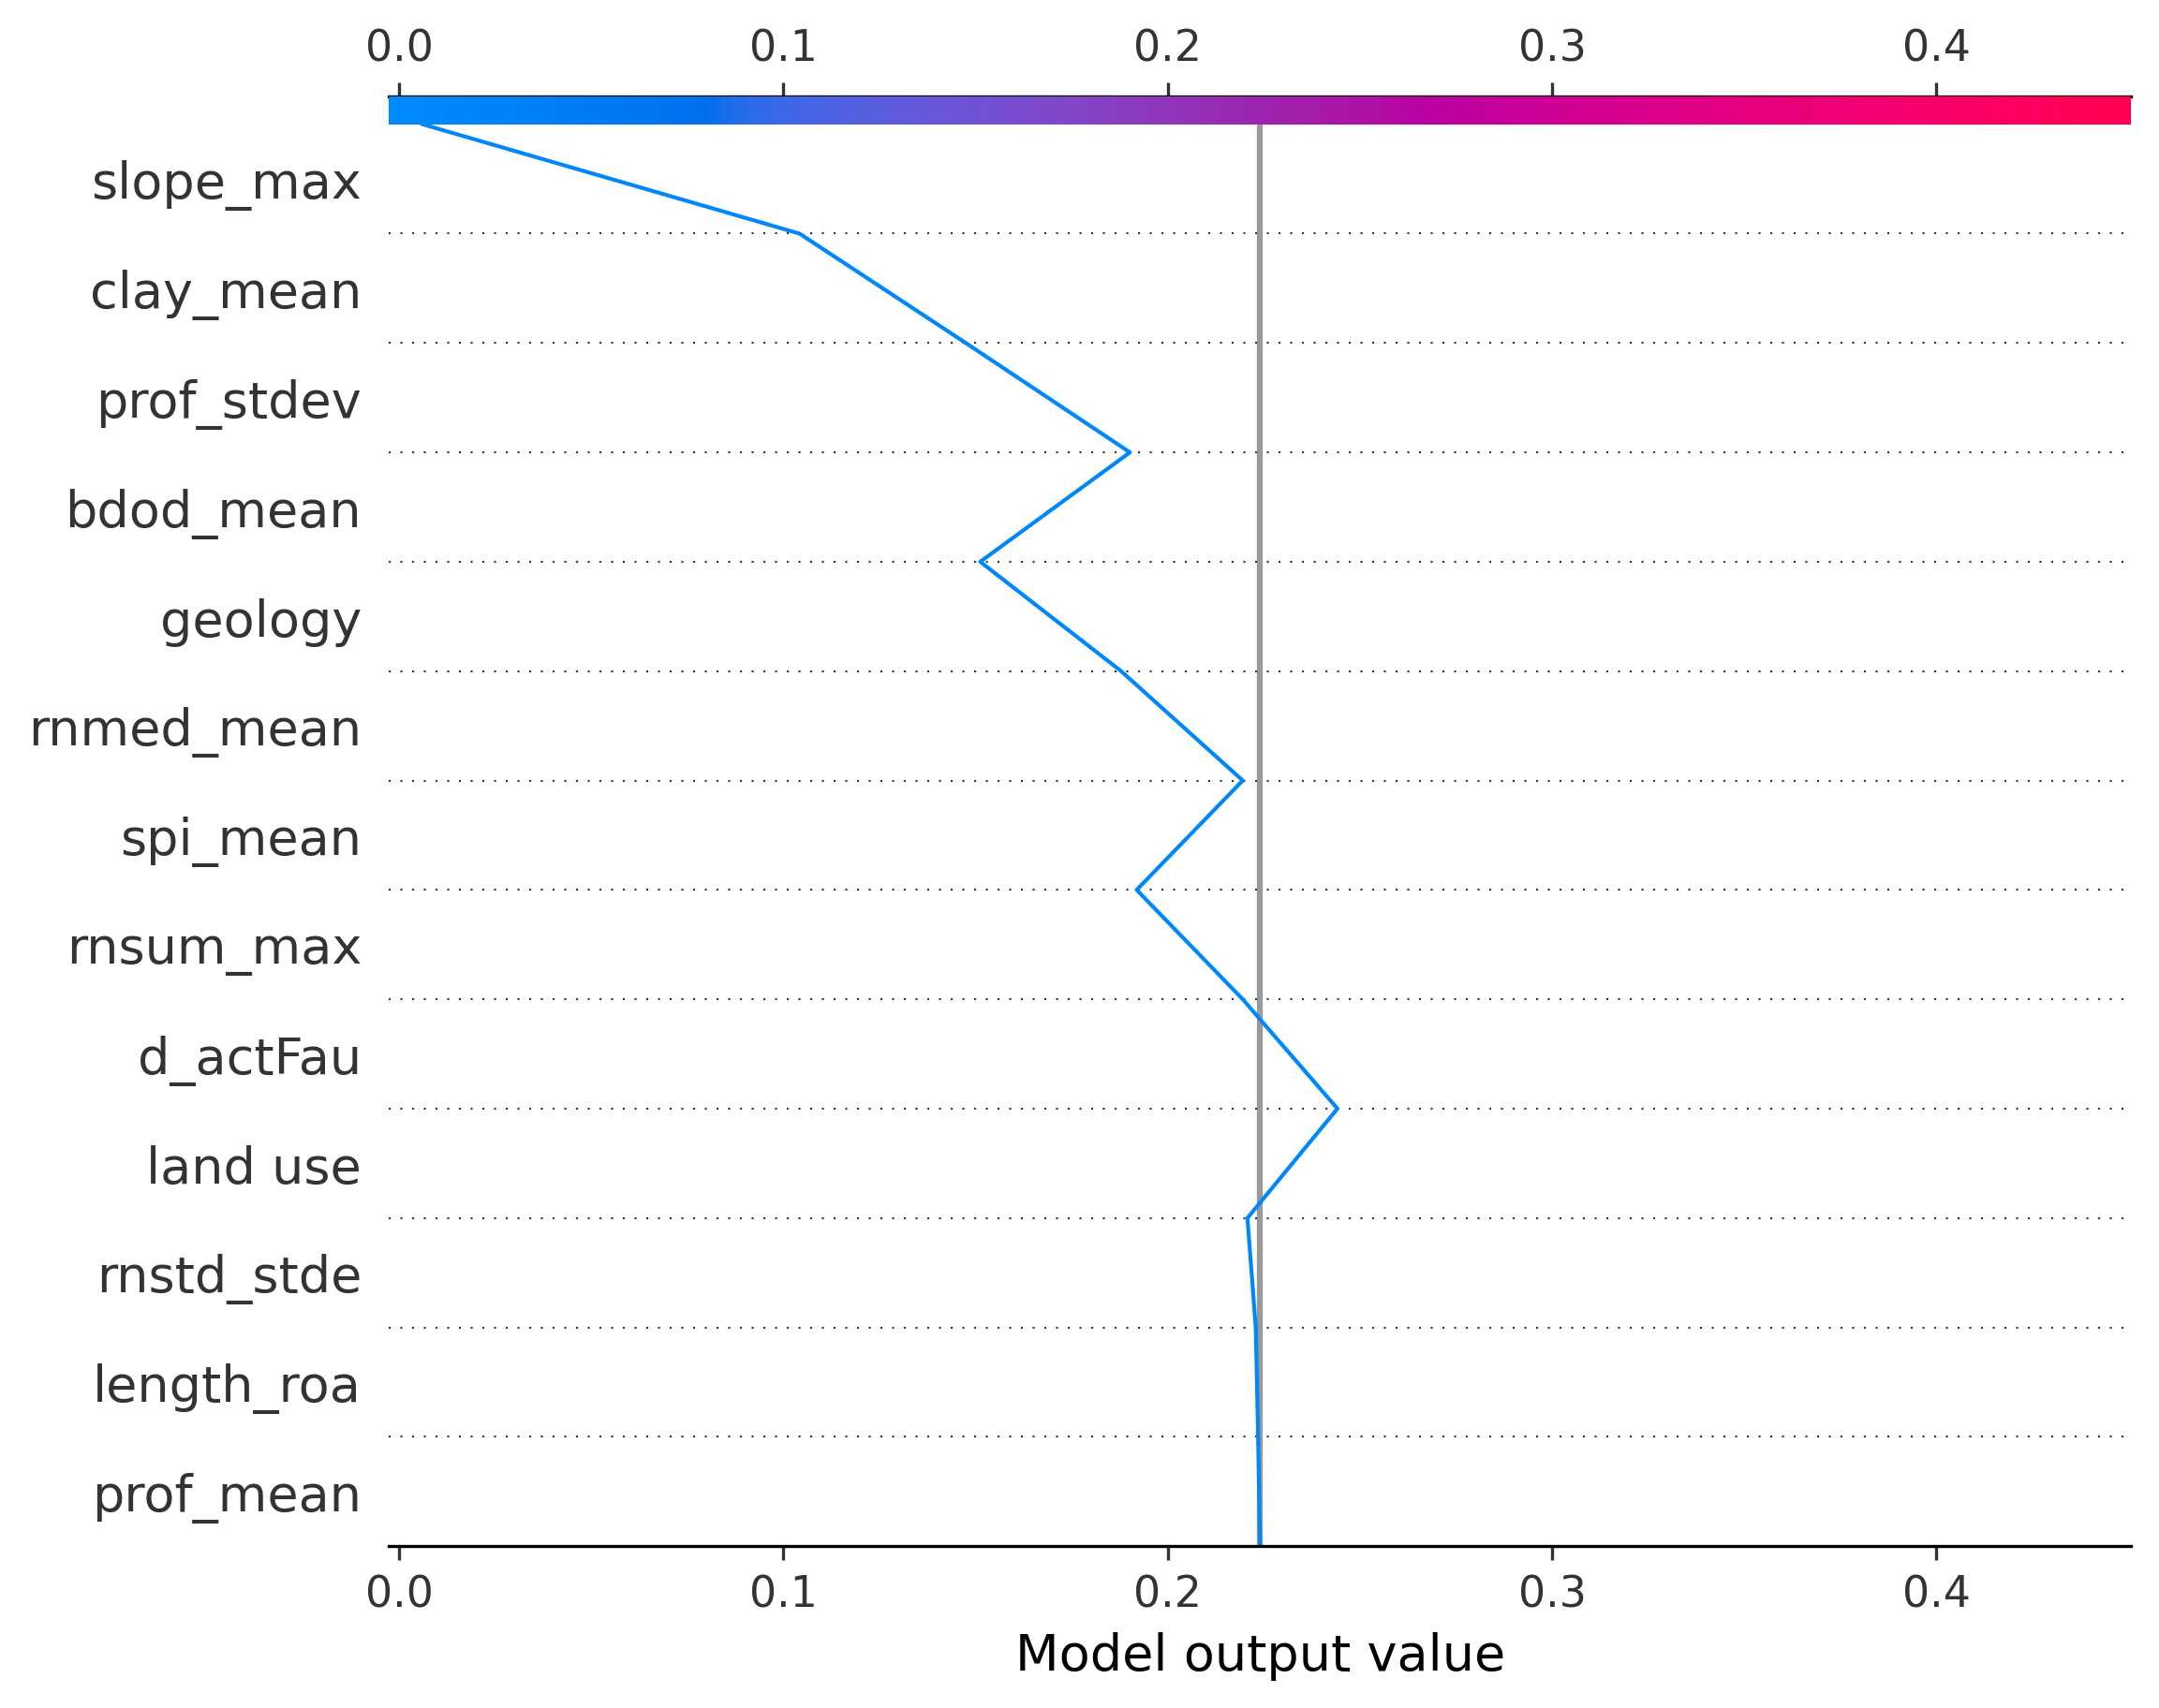 0.0 0.1 0.2 0.3 0.4
slope_max
clay_mean
prof_stdev
bdod_mean
geology
rnmed_mean
spi_mean
rnsum_max
d_actFau
land use
rnstd_stde
length_roa
prof_mean
0.0 0.1 0.2 0.3 0.4
Model output value